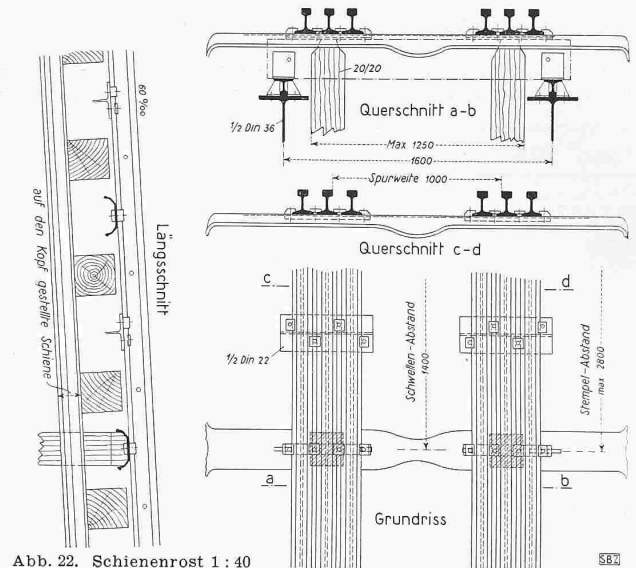 20/20
½ Din 36
Querschnitt a-b
Max 1250
1600
Spurweite 1000
Querschnitt c-d
60 ‰
Längsschnitt
auf den Kopf gestellte Schiene
c
d
½ Din 22
Schwellen-Abstand
1400
Stempel-Abstand
max 2800
a
b
Grundriss
Abb. 22. Schienenrost 1 : 40
SBZ